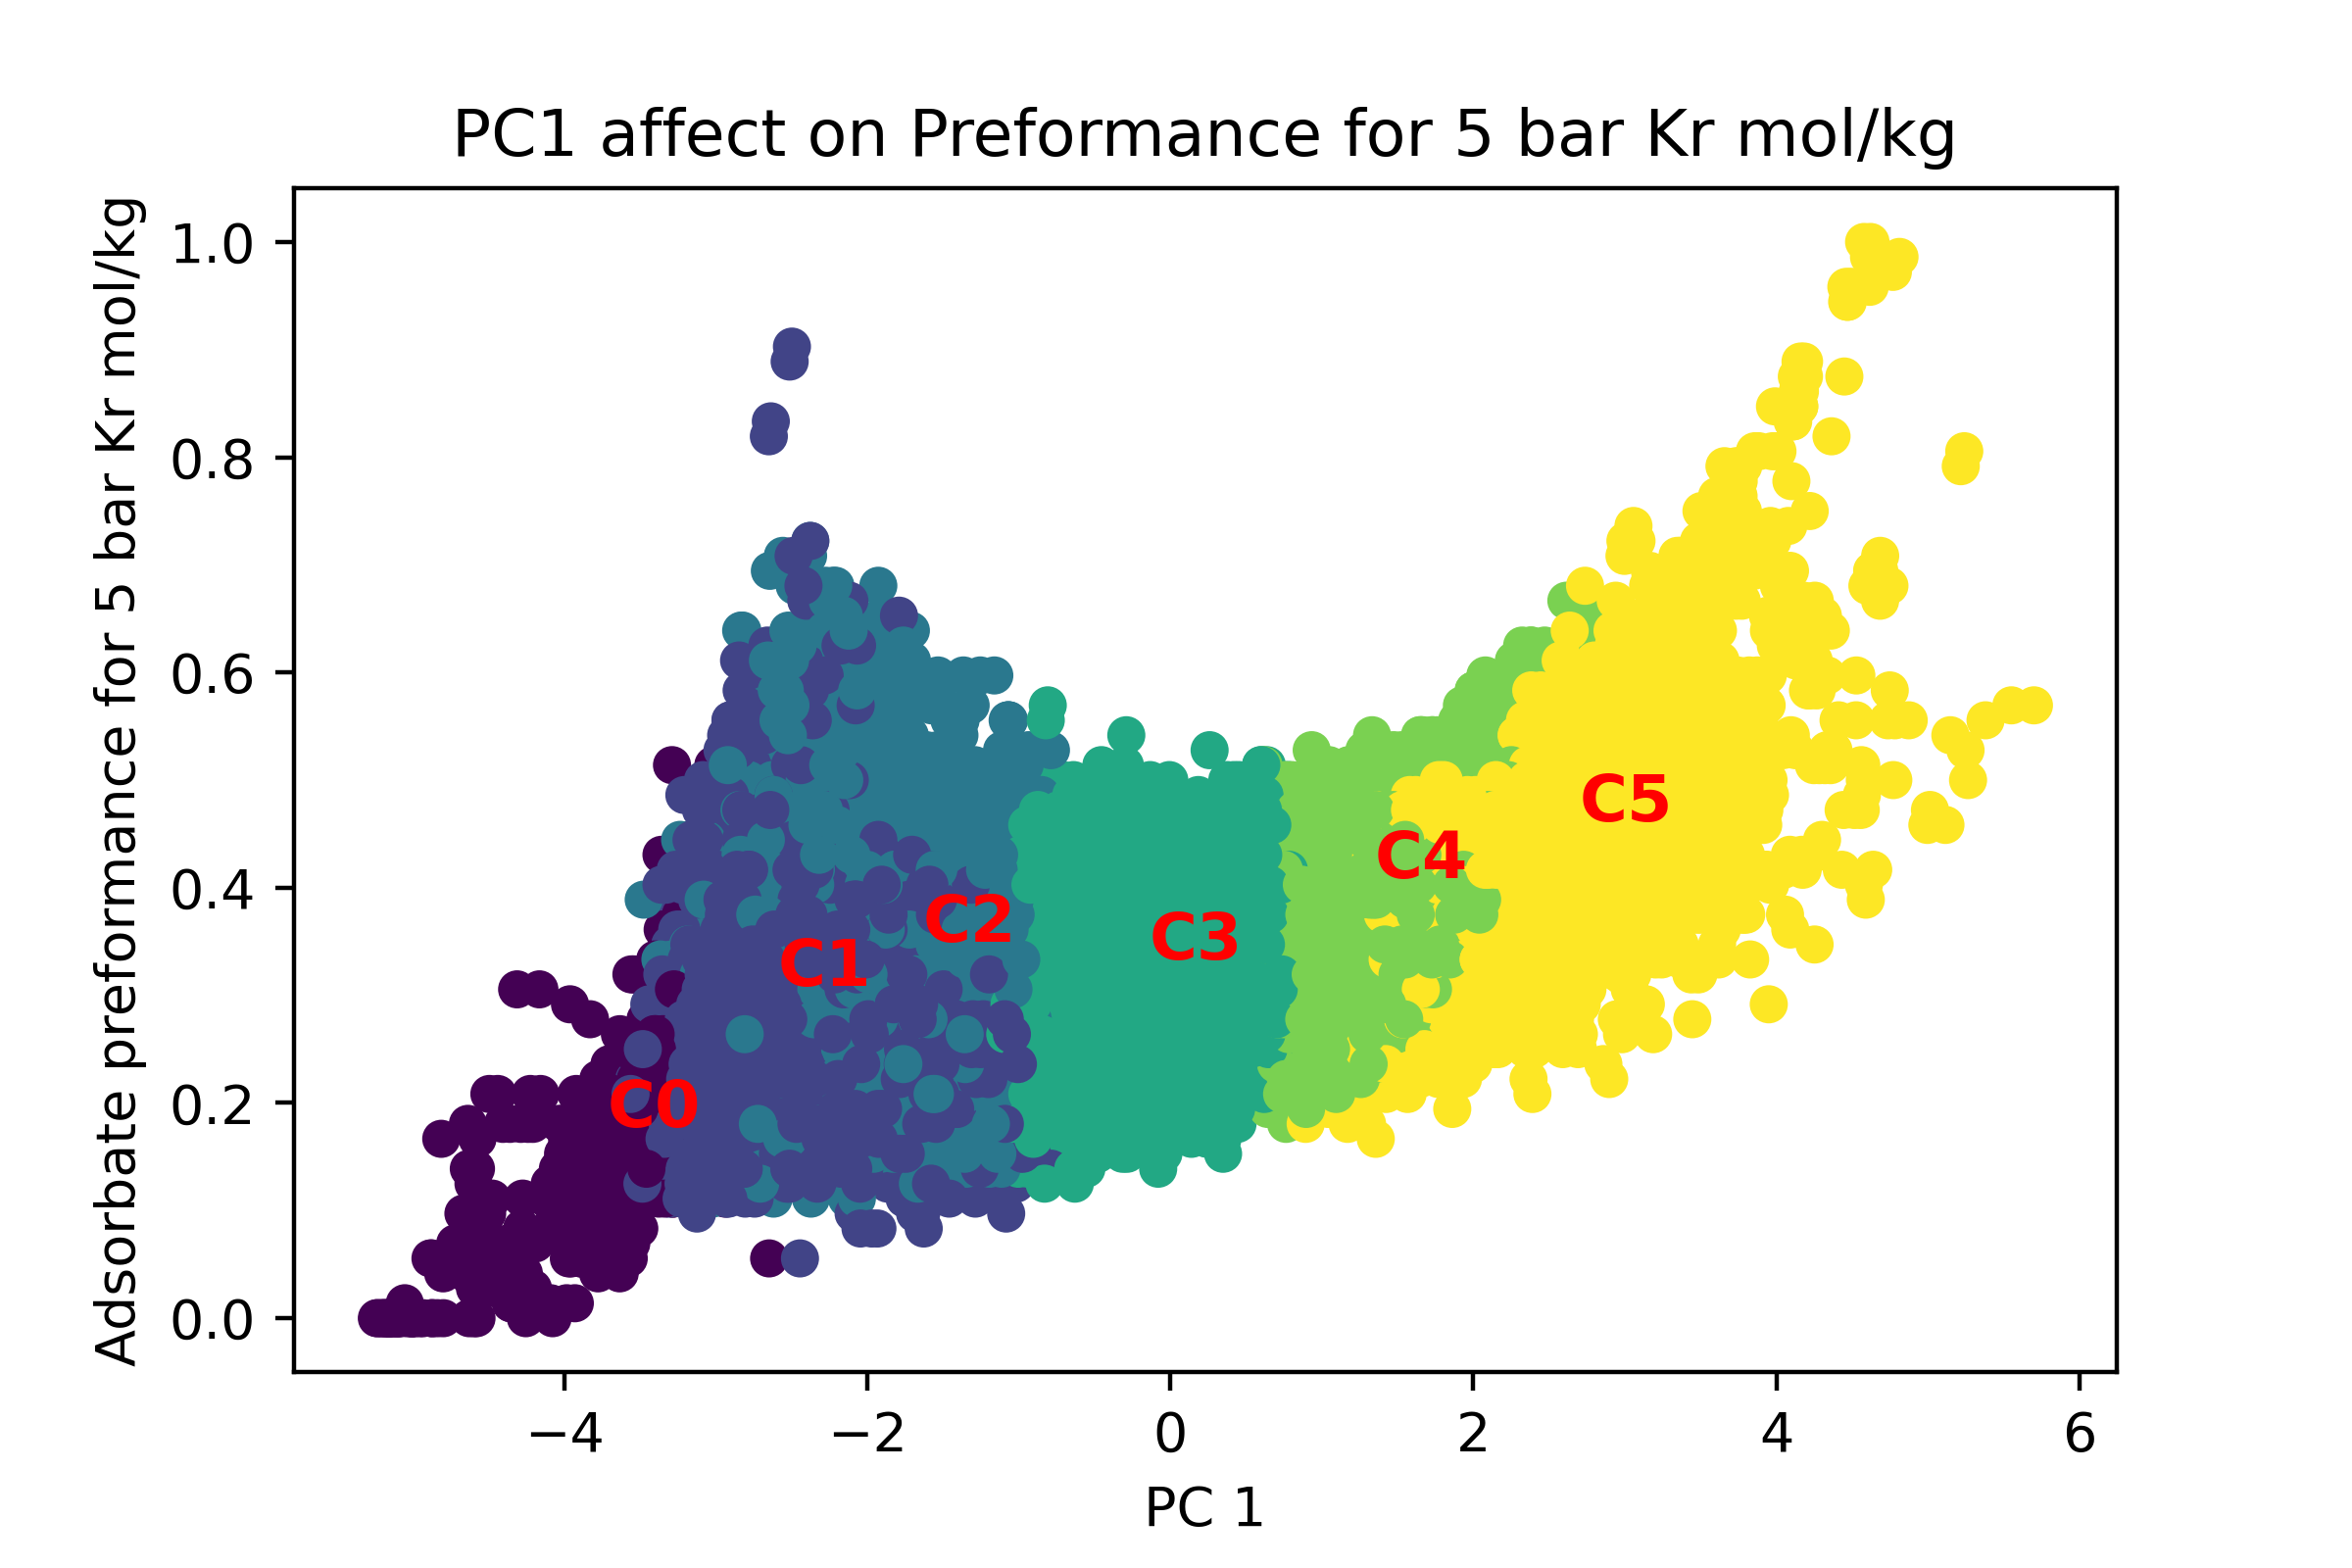 PC1 affect on Preformance for 5 bar Kr mol/kg
Adsorbate preformance for 5 bar Kr mol/kg
1.0
0.8
0.6
0.4
0.2
0.0
C5
C4
C2
C3
C1
C0
−4
−2
0
2
4
6
PC 1